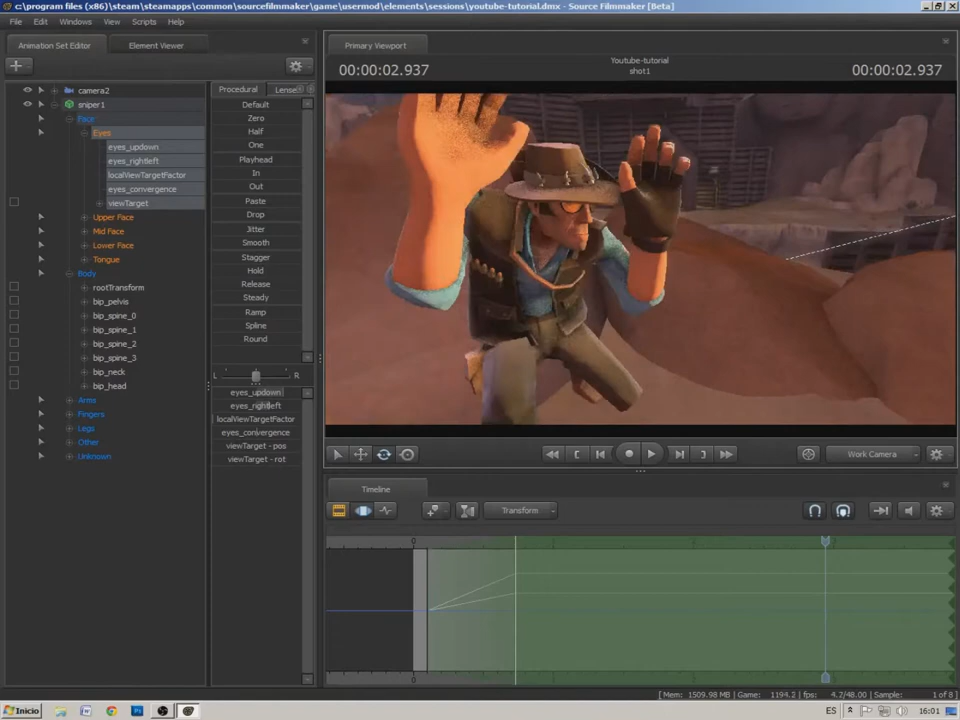 c:\program files (x86)\steam\steamapps\common\sourcefilmmaker\game\usermod\elements\sessions\youtube-tutorial.dmx - Source Filmmaker [Beta]
File Edit Windows View Scripts Help
Animation Set Editor Element Viewer
camera2
sniper1
Face
Eyes
eyes_updown
eyes_rightleft
localViewTargetFactor
eyes_convergence
viewTarget
Upper Face
Mid Face
Lower Face
Tongue
Body
rootTransform
bip_pelvis
bip_spine_0
bip_spine_1
bip_spine_2
bip_spine_3
bip_neck
bip_head
Arms
Fingers
Legs
Other
Unknown
Procedural Lense
Default
Zero
Half
One
Playhead
In
Out
Paste
Drop
Jitter
Smooth
Stagger
Hold
Release
Steady
Ramp
Spline
Round
L R
eyes_updown
eyes_rightleft
localViewTargetFactor
eyes_convergence
viewTarget - pos
viewTarget - rot
Primary Viewport
00:00:02.937
Youtube-tutorial
shot1
00:00:02.937
Work Camera
Timeline
Transform
0
0
Mem: 1509.98 MB | Game: 1194.2 | fps: 4.7/48.00 | Sample: 1 of 8
Inicio
ES
16:01